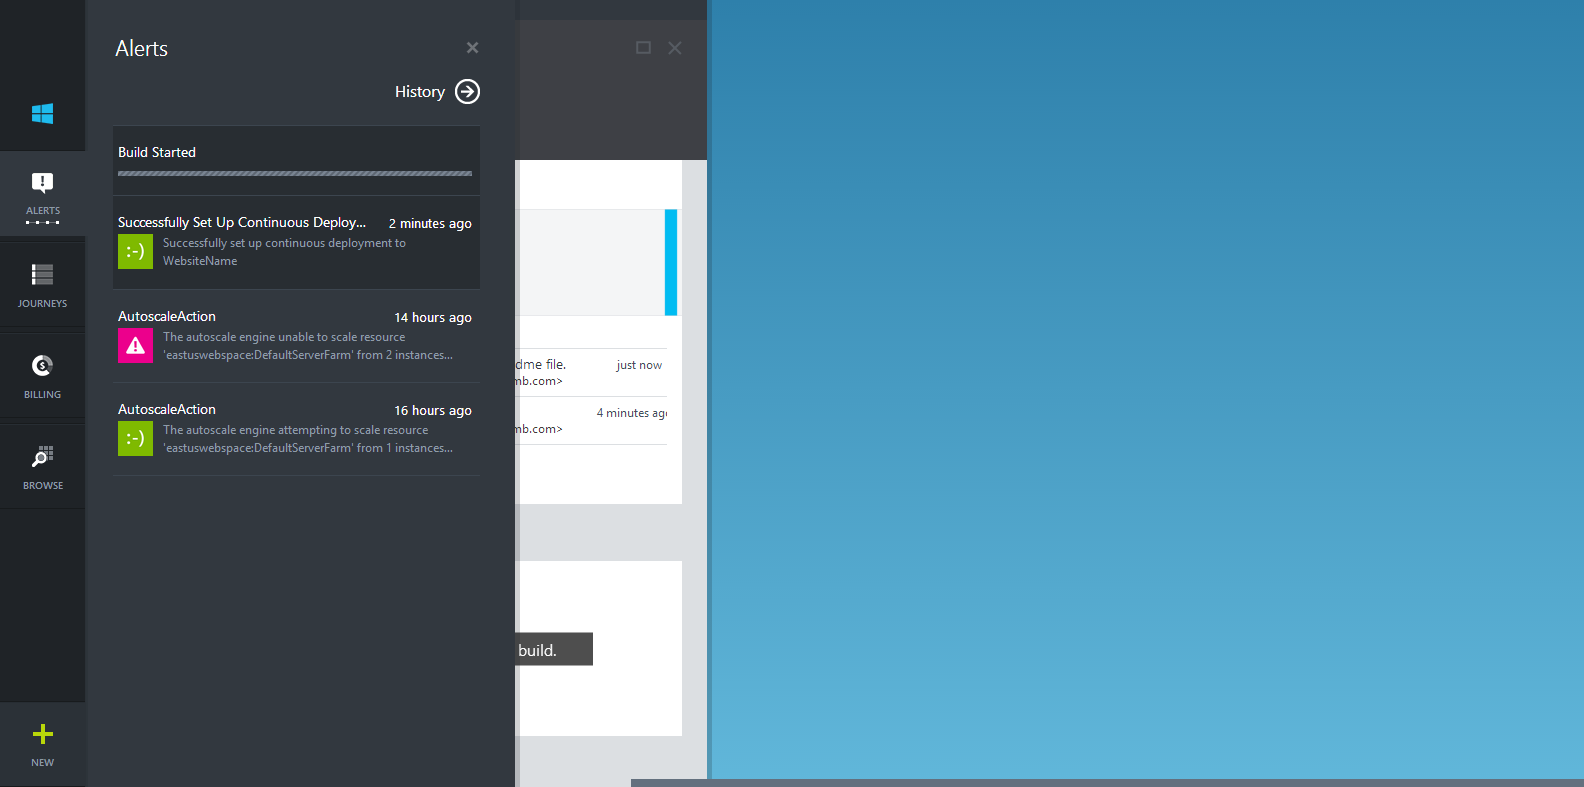 Alerts
History
Build Started
Successfully Set Up Continuous Deploy... 2 minutes ago
:-) Successfully set up continuous deployment to
WebsiteName
AutoscaleAction 14 hours ago
The autoscale engine unable to scale resource
'eastuswebspace:DefaultServerFarm' from 2 instances...
AutoscaleAction 16 hours ago
:-) The autoscale engine attempting to scale resource
'eastuswebspace:DefaultServerFarm' from 1 instances...
ALERTS
JOURNEYS
BILLING
BROWSE
NEW
dme file. just now
mb.com>
4 minutes ago
mb.com>
build.